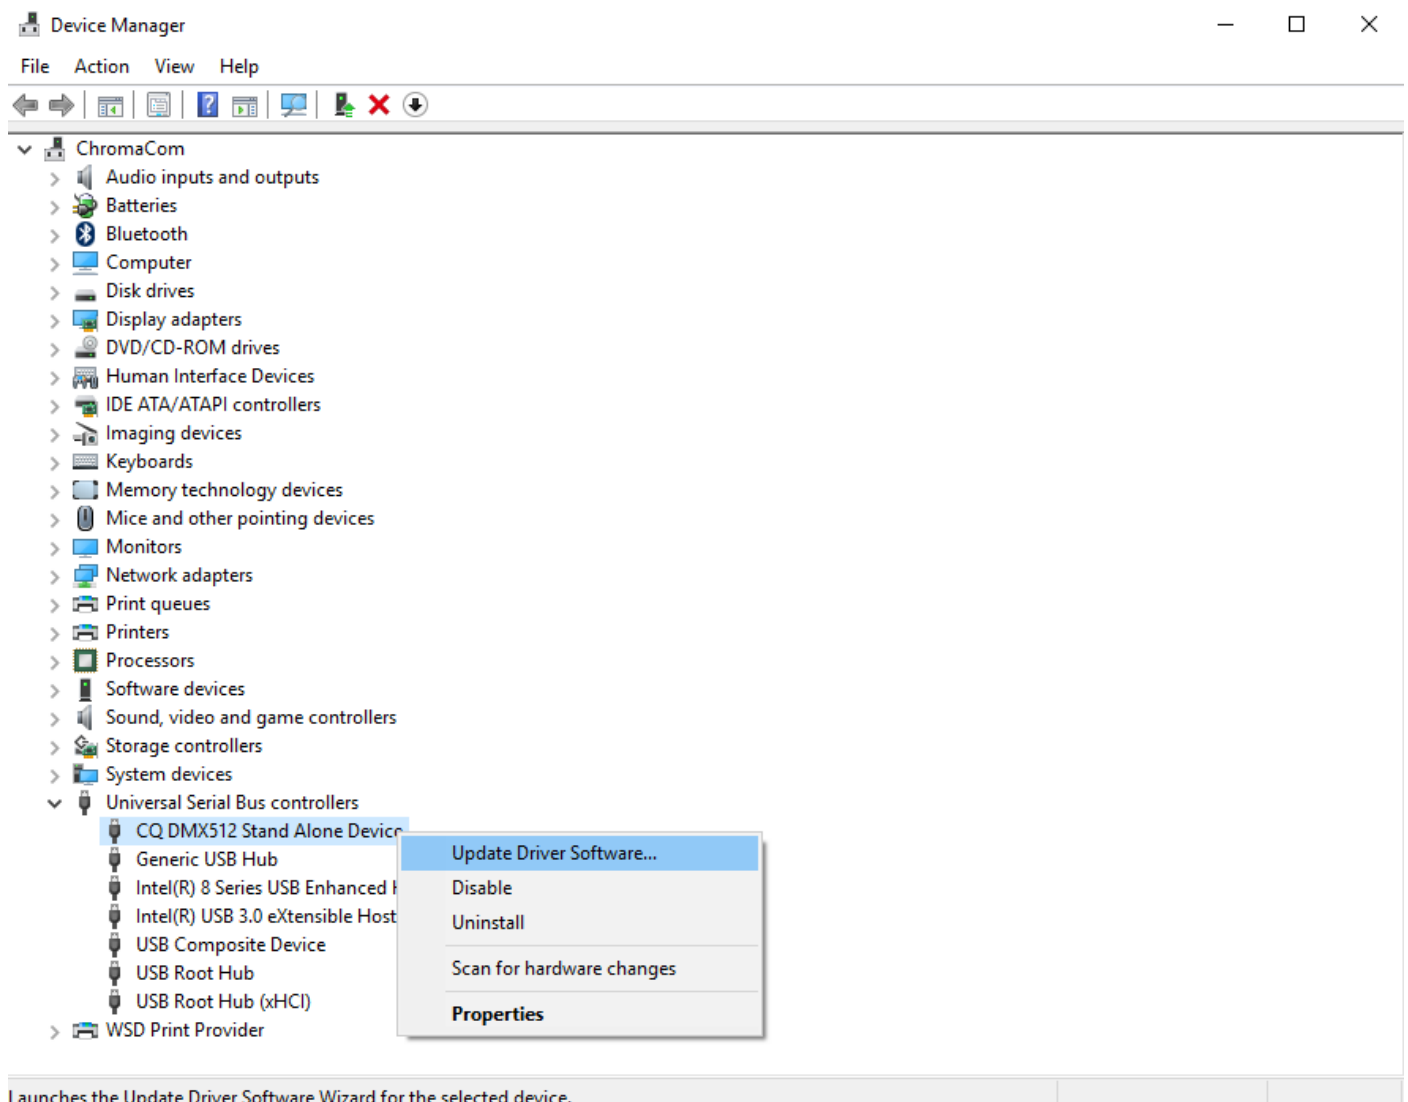 Device Manager
File Action View Help
ChromaCom
Audio inputs and outputs
Batteries
Bluetooth
Computer
Disk drives
Display adapters
DVD/CD-ROM drives
Human Interface Devices
IDE ATA/ATAPI controllers
Imaging devices
Keyboards
Memory technology devices
Mice and other pointing devices
Monitors
Network adapters
Print queues
Printers
Processors
Software devices
Sound, video and game controllers
Storage controllers
System devices
Universal Serial Bus controllers
CQ DMX512 Stand Alone Device
Generic USB Hub
Intel(R) 8 Series USB Enhanced
Intel(R) USB 3.0 eXtensible Host
USB Composite Device
USB Root Hub
USB Root Hub (xHCI)
WSD Print Provider
Update Driver Software...
Disable
Uninstall
Scan for hardware changes
Properties
Launches the Update Driver Software Wizard for the selected device.